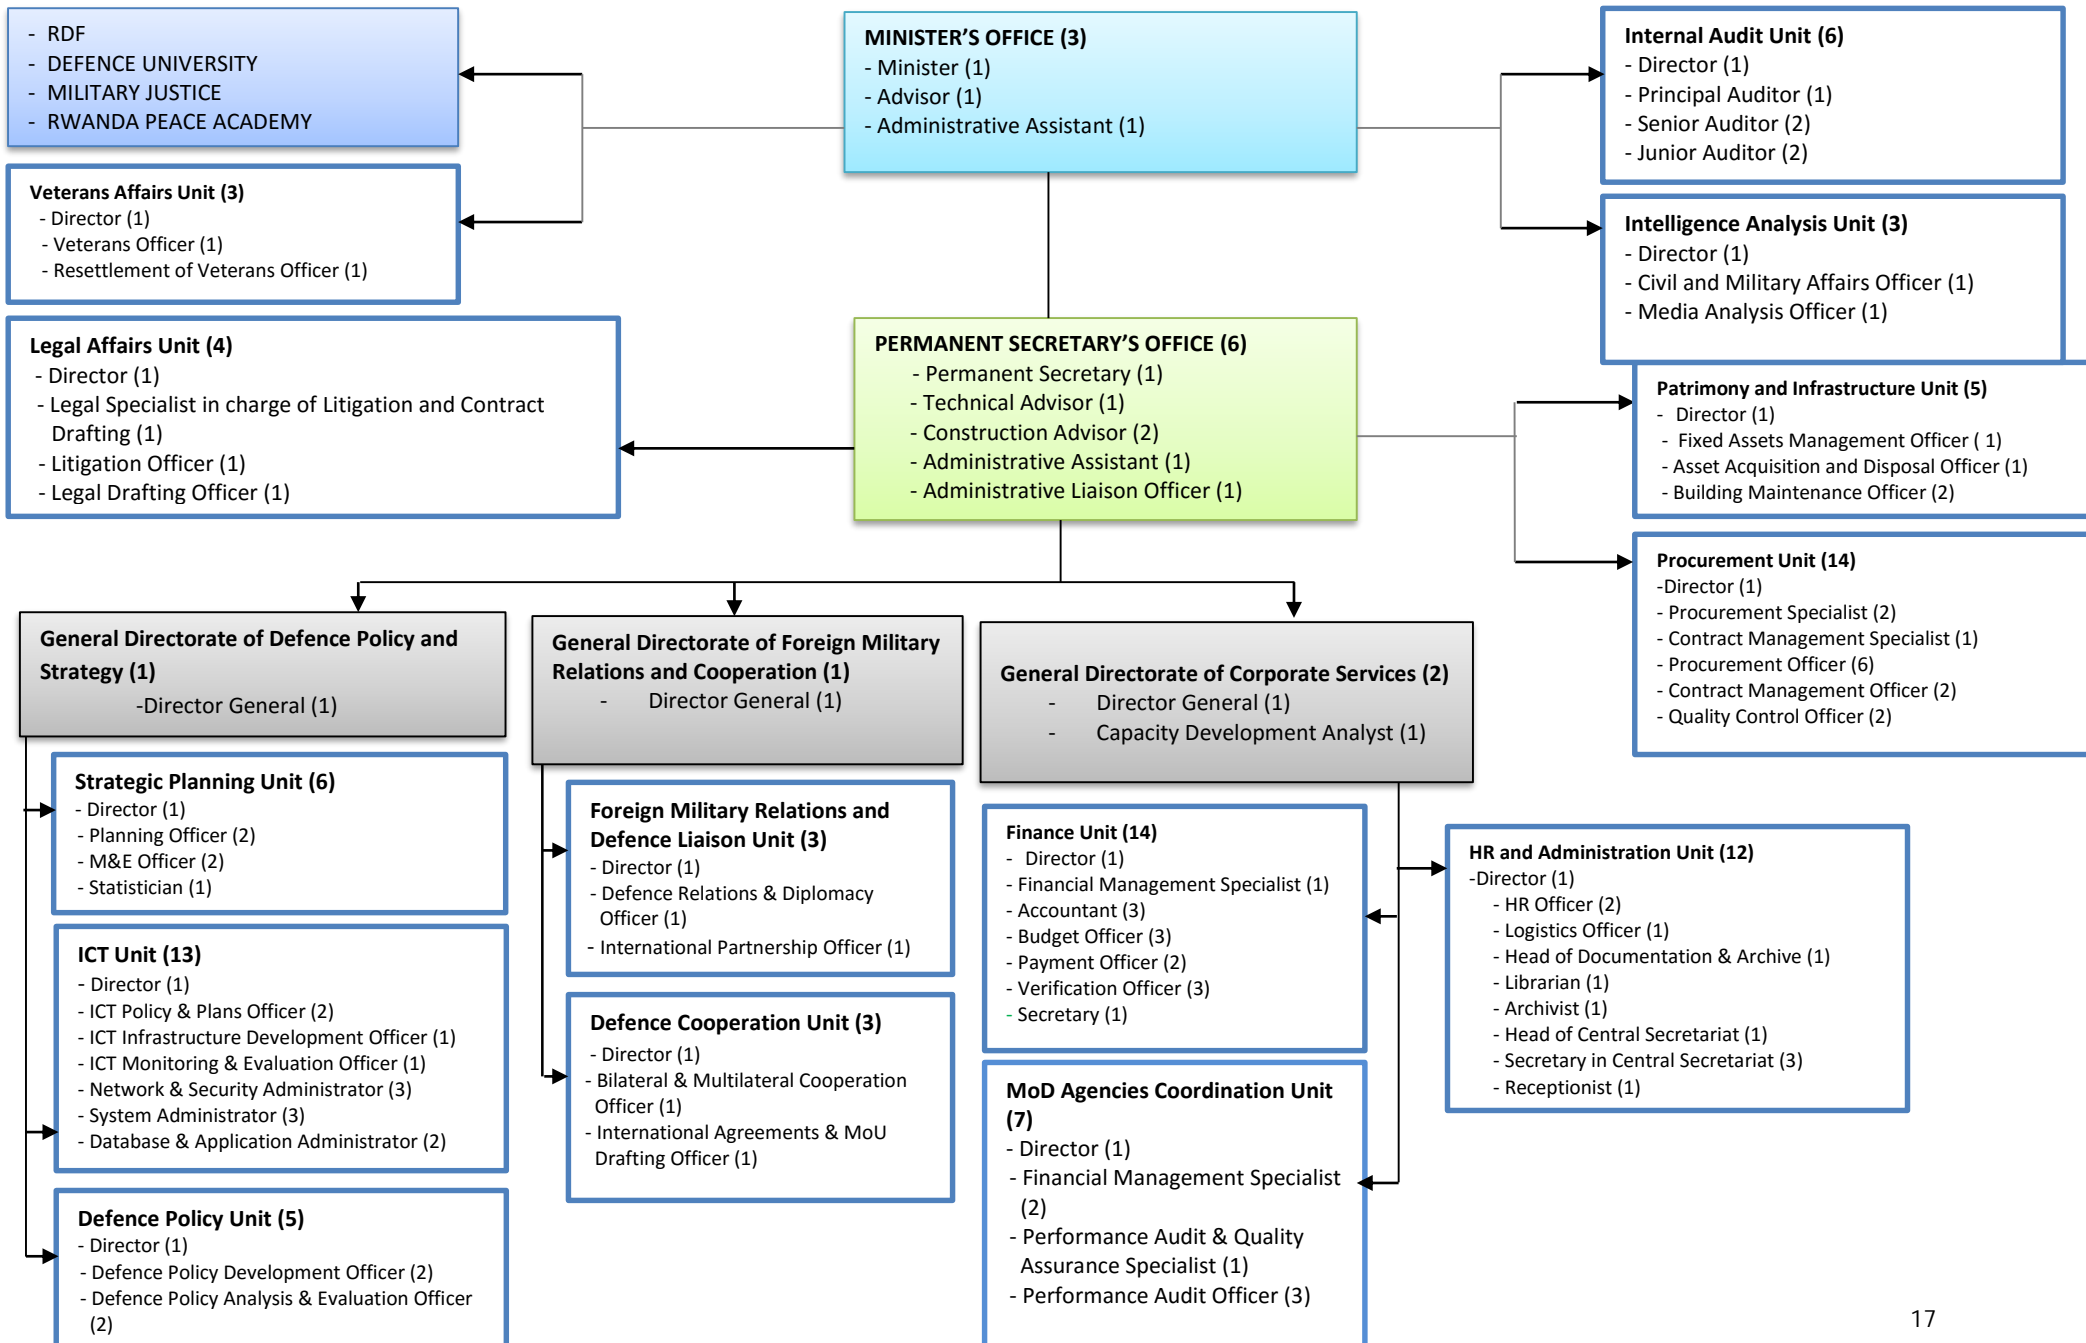 - RDF
- DEFENCE UNIVERSITY
- MILITARY JUSTICE
- RWANDA PEACE ACADEMY
MINISTER'S OFFICE (3)
- Minister (1)
- Advisor (1)
- Administrative Assistant (1)
Internal Audit Unit (6)
- Director (1)
- Principal Auditor (1)
- Senior Auditor (2)
- Junior Auditor (2)
Veterans Affairs Unit (3)
- Director (1)
- Veterans Officer (1)
- Resettlement of Veterans Officer (1)
Intelligence Analysis Unit (3)
- Director (1)
- Civil and Military Affairs Officer (1)
- Media Analysis Officer (1)
Legal Affairs Unit (4)
- Director (1)
- Legal Specialist in charge of Litigation and Contract
Drafting (1)
- Litigation Officer (1)
- Legal Drafting Officer (1)
PERMANENT SECRETARY'S OFFICE (6)
- Permanent Secretary (1)
- Technical Advisor (1)
- Construction Advisor (2)
- Administrative Assistant (1)
- Administrative Liaison Officer (1)
Patrimony and Infrastructure Unit (5)
- Director (1)
- Fixed Assets Management Officer ( 1)
- Asset Acquisition and Disposal Officer (1)
- Building Maintenance Officer (2)
Procurement Unit (14)
-Director (1)
- Procurement Specialist (2)
- Contract Management Specialist (1)
- Procurement Officer (6)
- Contract Management Officer (2)
- Quality Control Officer (2)
General Directorate of Defence Policy and
Strategy (1)
-Director General (1)
General Directorate of Foreign Military
Relations and Cooperation (1)
- Director General (1)
General Directorate of Corporate Services (2)
- Director General (1)
- Capacity Development Analyst (1)
Strategic Planning Unit (6)
- Director (1)
- Planning Officer (2)
- M&E Officer (2)
- Statistician (1)
ICT Unit (13)
- Director (1)
- ICT Policy & Plans Officer (2)
- ICT Infrastructure Development Officer (1)
- ICT Monitoring & Evaluation Officer (1)
- Network & Security Administrator (3)
- System Administrator (3)
- Database & Application Administrator (2)
Defence Policy Unit (5)
- Director (1)
- Defence Policy Development Officer (2)
- Defence Policy Analysis & Evaluation Officer
(2)
Foreign Military Relations and
Defence Liaison Unit (3)
- Director (1)
- Defence Relations & Diplomacy
Officer (1)
- International Partnership Officer (1)
Defence Cooperation Unit (3)
- Director (1)
- Bilateral & Multilateral Cooperation
Officer (1)
- International Agreements & MoU
Drafting Officer (1)
Finance Unit (14)
- Director (1)
- Financial Management Specialist (1)
- Accountant (3)
- Budget Officer (3)
- Payment Officer (2)
- Verification Officer (3)
- Secretary (1)
MoD Agencies Coordination Unit
(7)
- Director (1)
- Financial Management Specialist
(2)
- Performance Audit & Quality
Assurance Specialist (1)
- Performance Audit Officer (3)
HR and Administration Unit (12)
-Director (1)
- HR Officer (2)
- Logistics Officer (1)
- Head of Documentation & Archive (1)
- Librarian (1)
- Archivist (1)
- Head of Central Secretariat (1)
- Secretary in Central Secretariat (3)
- Receptionist (1)
17